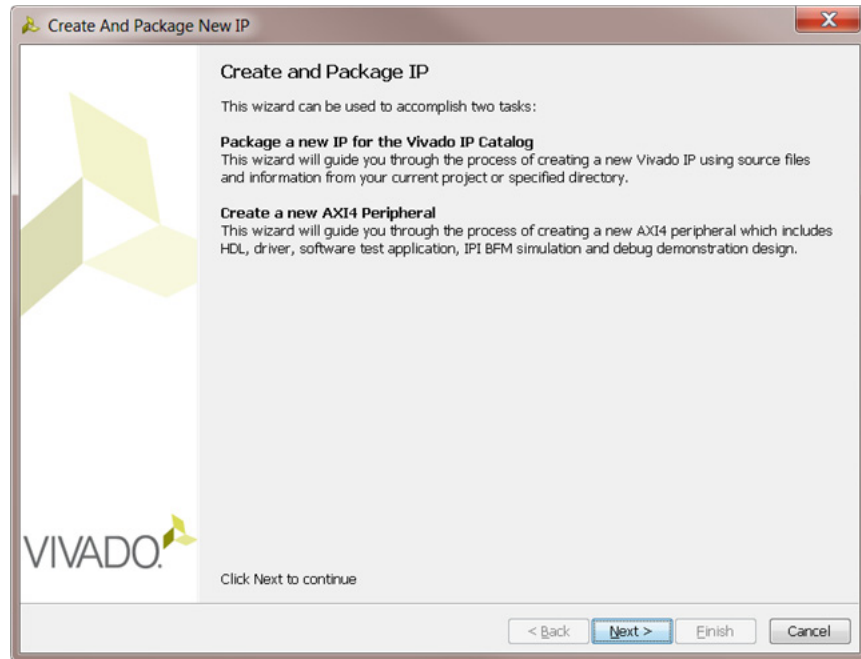 Create And Package New IP
Create and Package IP
This wizard can be used to accomplish two tasks:
Package a new IP for the Vivado IP Catalog
This wizard will guide you through the process of creating a new Vivado IP using source files
and information from your current project or specified directory.
Create a new AXI4 Peripheral
This wizard will guide you through the process of creating a new AXI4 peripheral which includes
HDL, driver, software test application, IPI BFM simulation and debug demonstration design.
VIVADO.
Click Next to continue
< Back Next > Finish Cancel